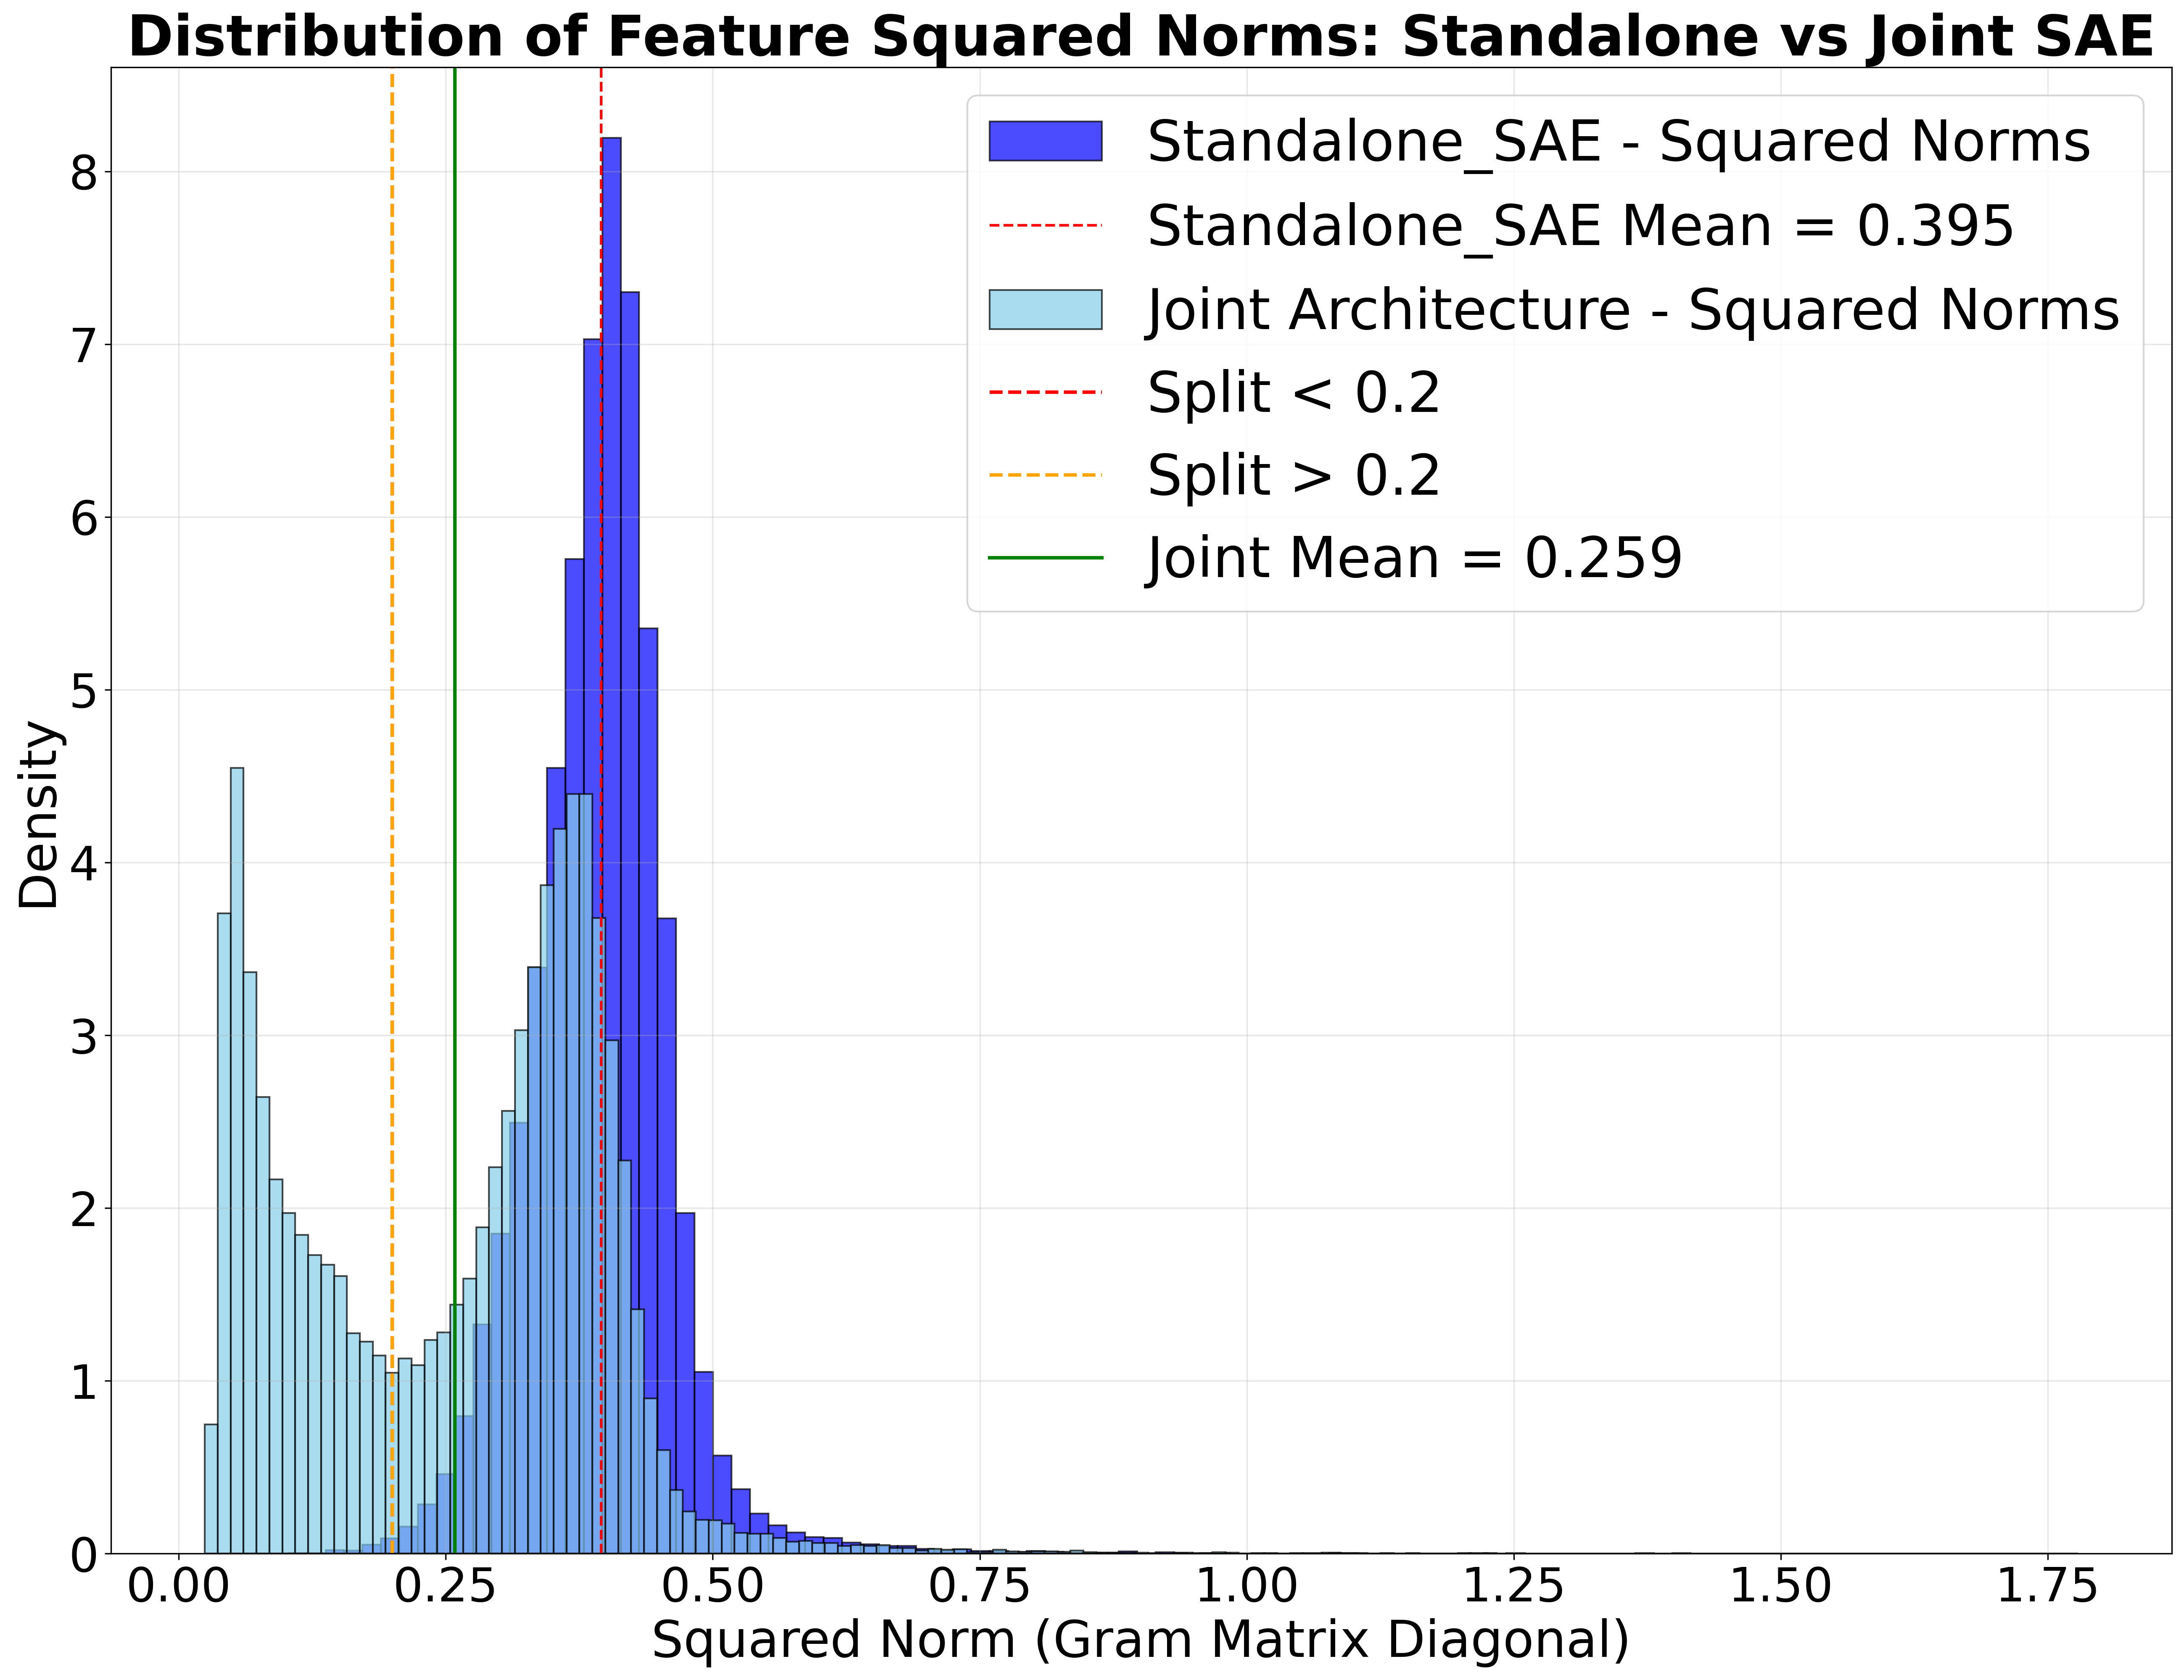 Distribution of Feature Squared Norms: Standalone vs Joint SAE
Standalone_SAE - Squared Norms
Standalone_SAE Mean = 0.395
Joint Architecture - Squared Norms
Split < 0.2
Split > 0.2
Joint Mean = 0.259
Density
8
7
6
5
4
3
2
1
0
0.00 0.25 0.50 0.75 1.00 1.25 1.50 1.75
Squared Norm (Gram Matrix Diagonal)